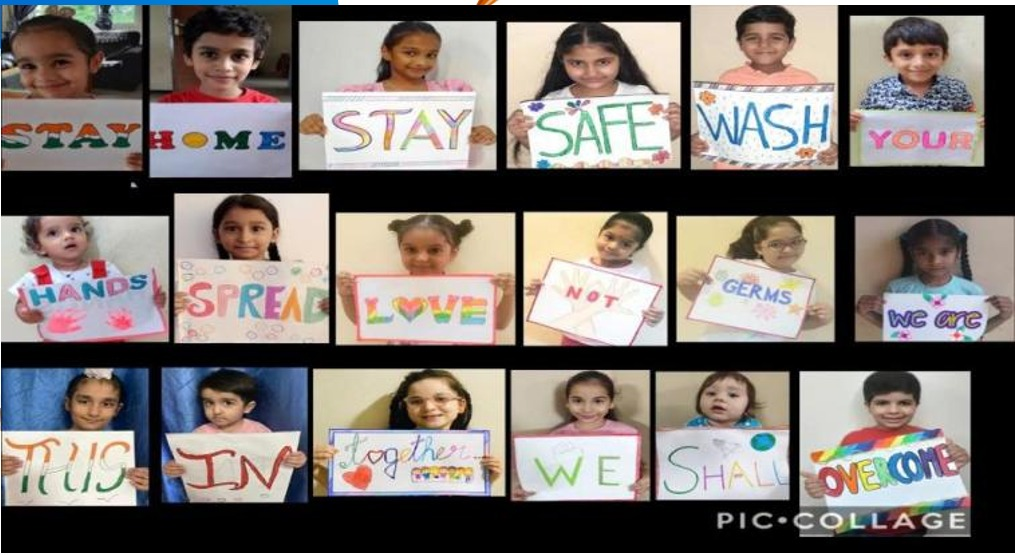 STAY HOME STAY SAFE WASH YOUR
HANDS SPREAD LOVE NOT GERMS We are
THIS IN together... WE SHALL OVERCOME
PIC•COLLAGE